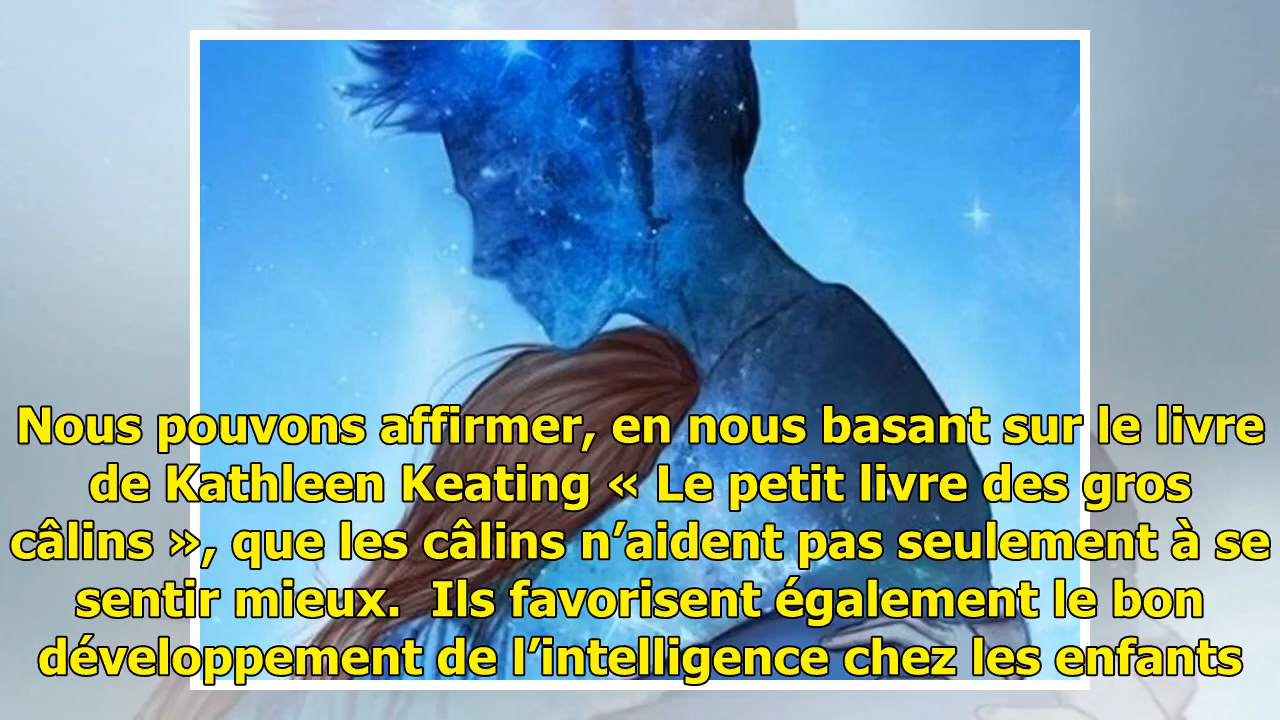 Nous pouvons affirmer, en nous basant sur le livre
de Kathleen Keating « Le petit livre des gros
câlins », que les câlins n’aident pas seulement à se
sentir mieux.  Ils favorisent également le bon
développement de l’intelligence chez les enfants